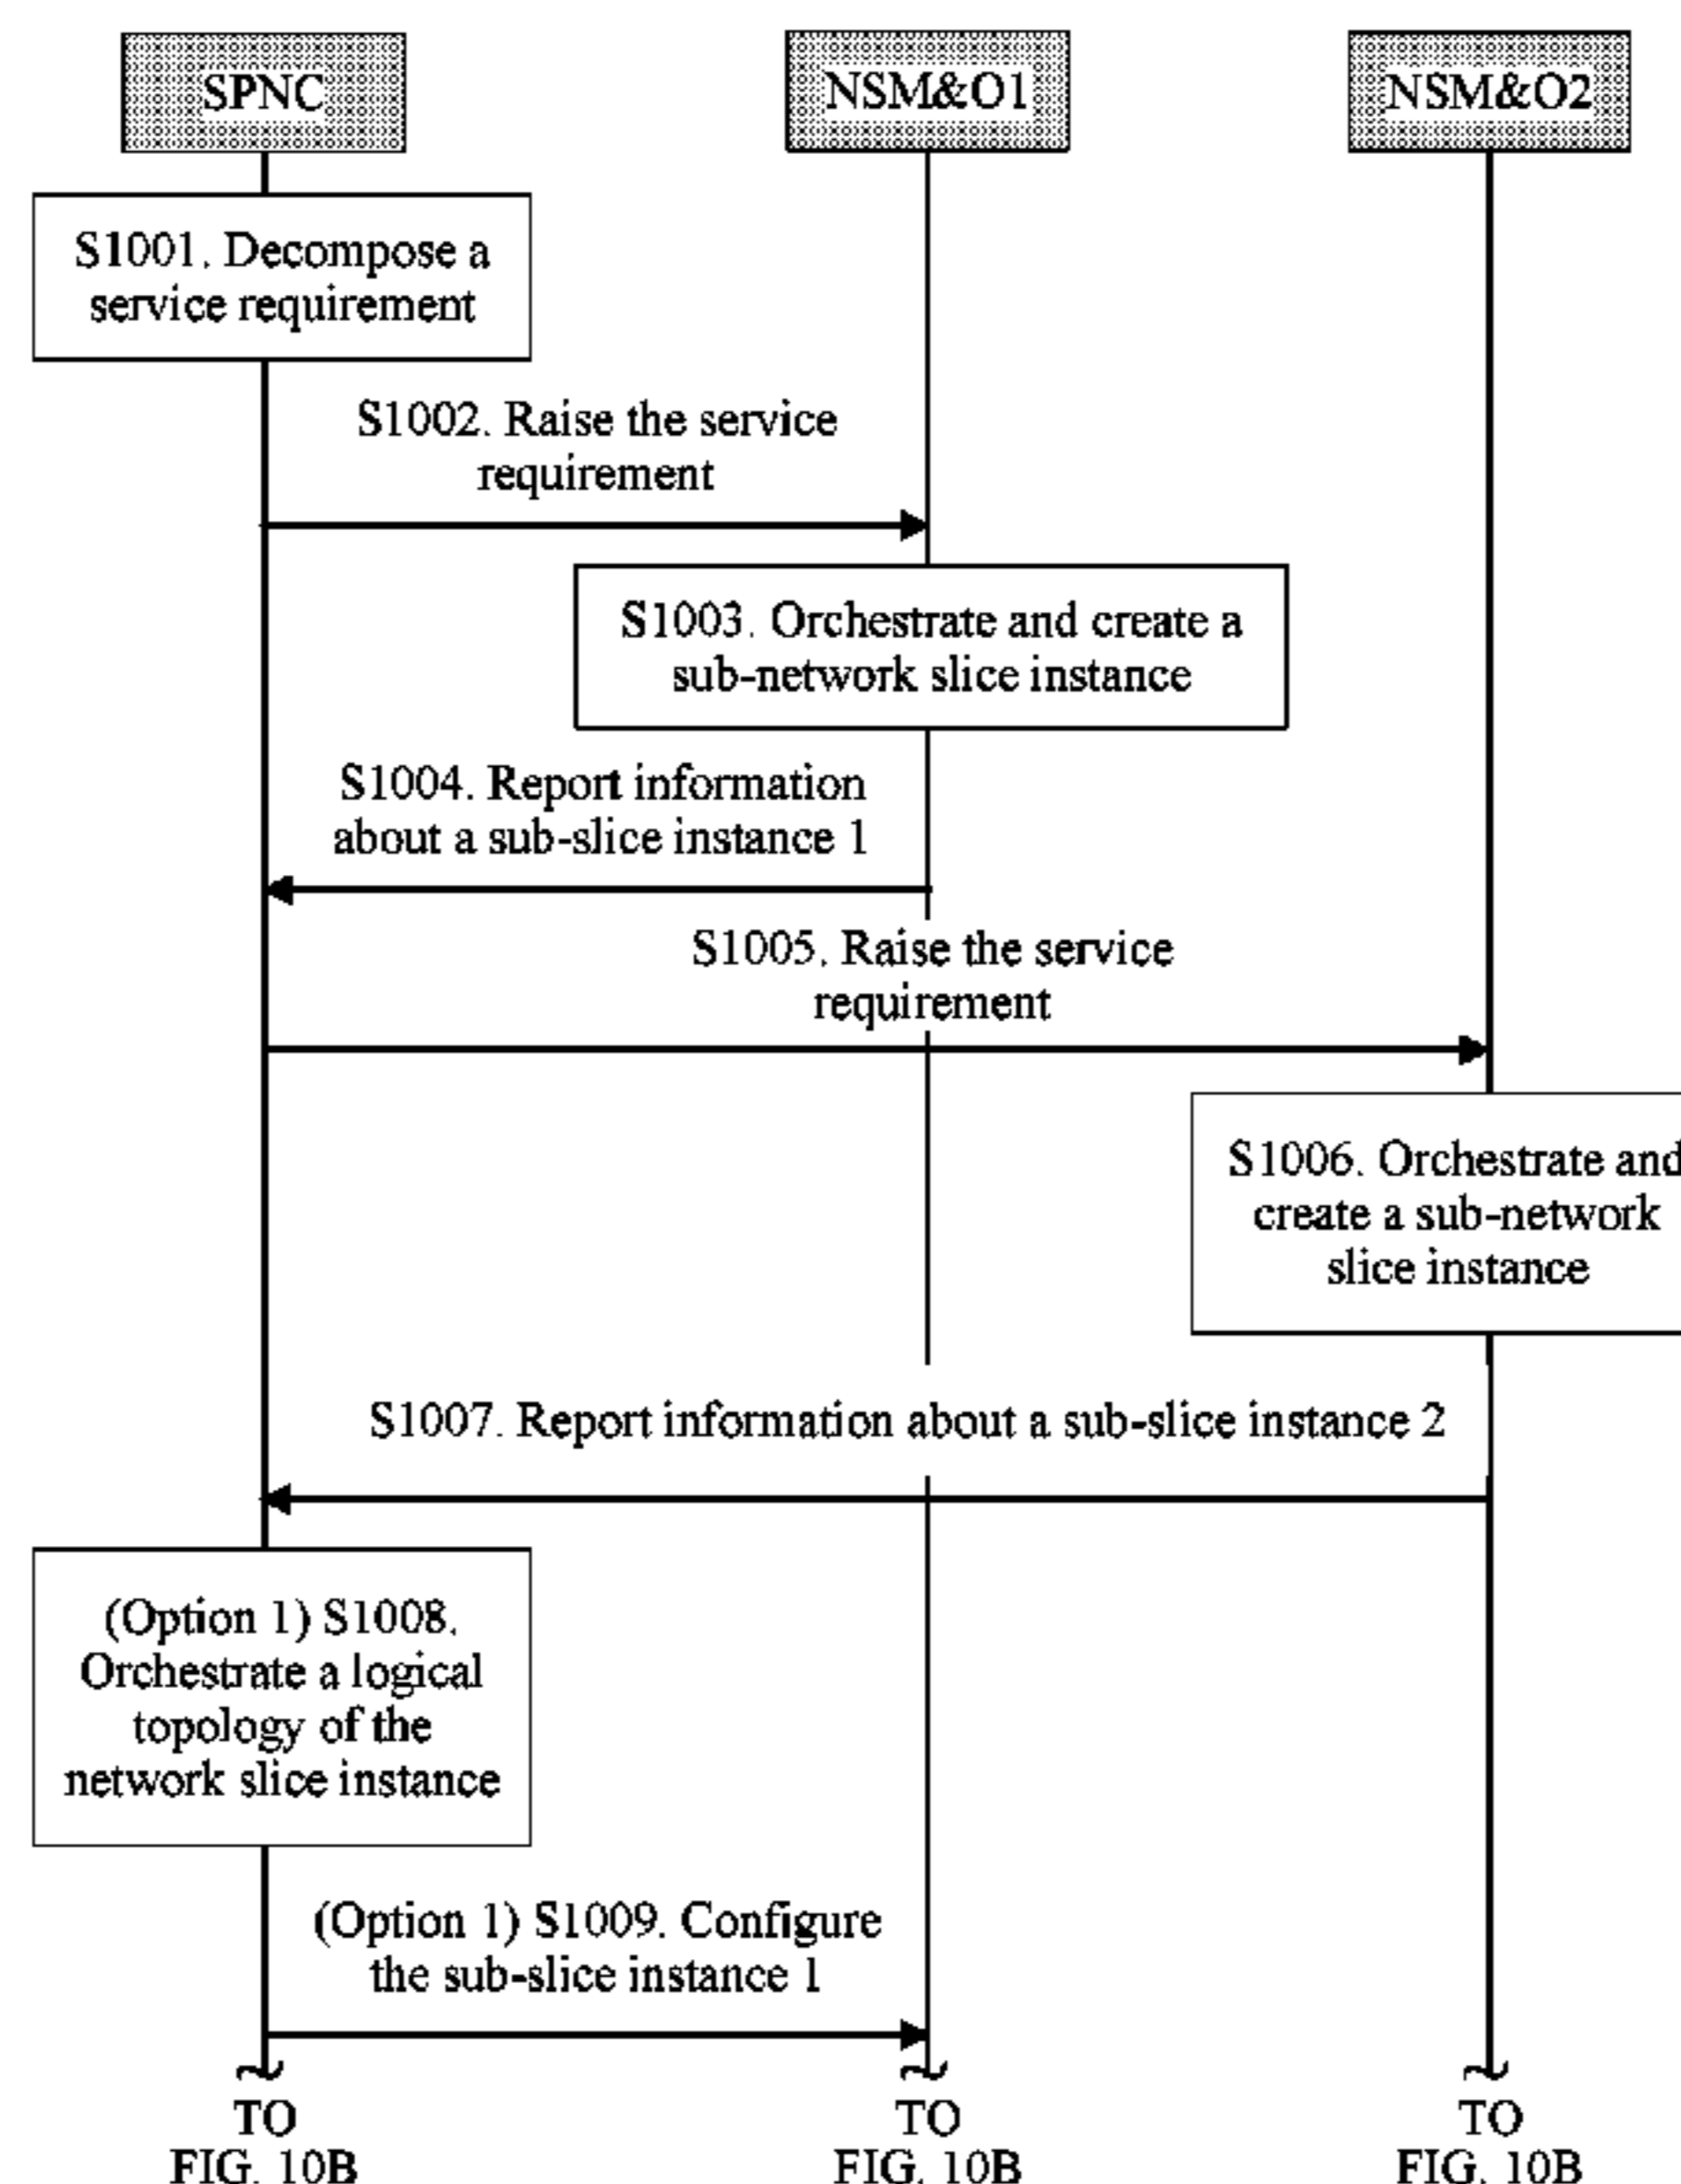 SPNC
NSM&O1
NSM&O2
S1001. Decompose a
service requirement
S1002. Raise the service
requirement
S1003. Orchestrate and create a
sub-network slice instance
S1004. Report information
about a sub-slice instance 1
S1005. Raise the service
requirement
S1006. Orchestrate and
create a sub-network
slice instance
S1007. Report information about a sub-slice instance 2
(Option 1) S1008.
Orchestrate a logical
topology of the
network slice instance
(Option 1) S1009. Configure
the sub-slice instance 1
TO
FIG. 10B
TO
FIG. 10B
TO
FIG. 10B